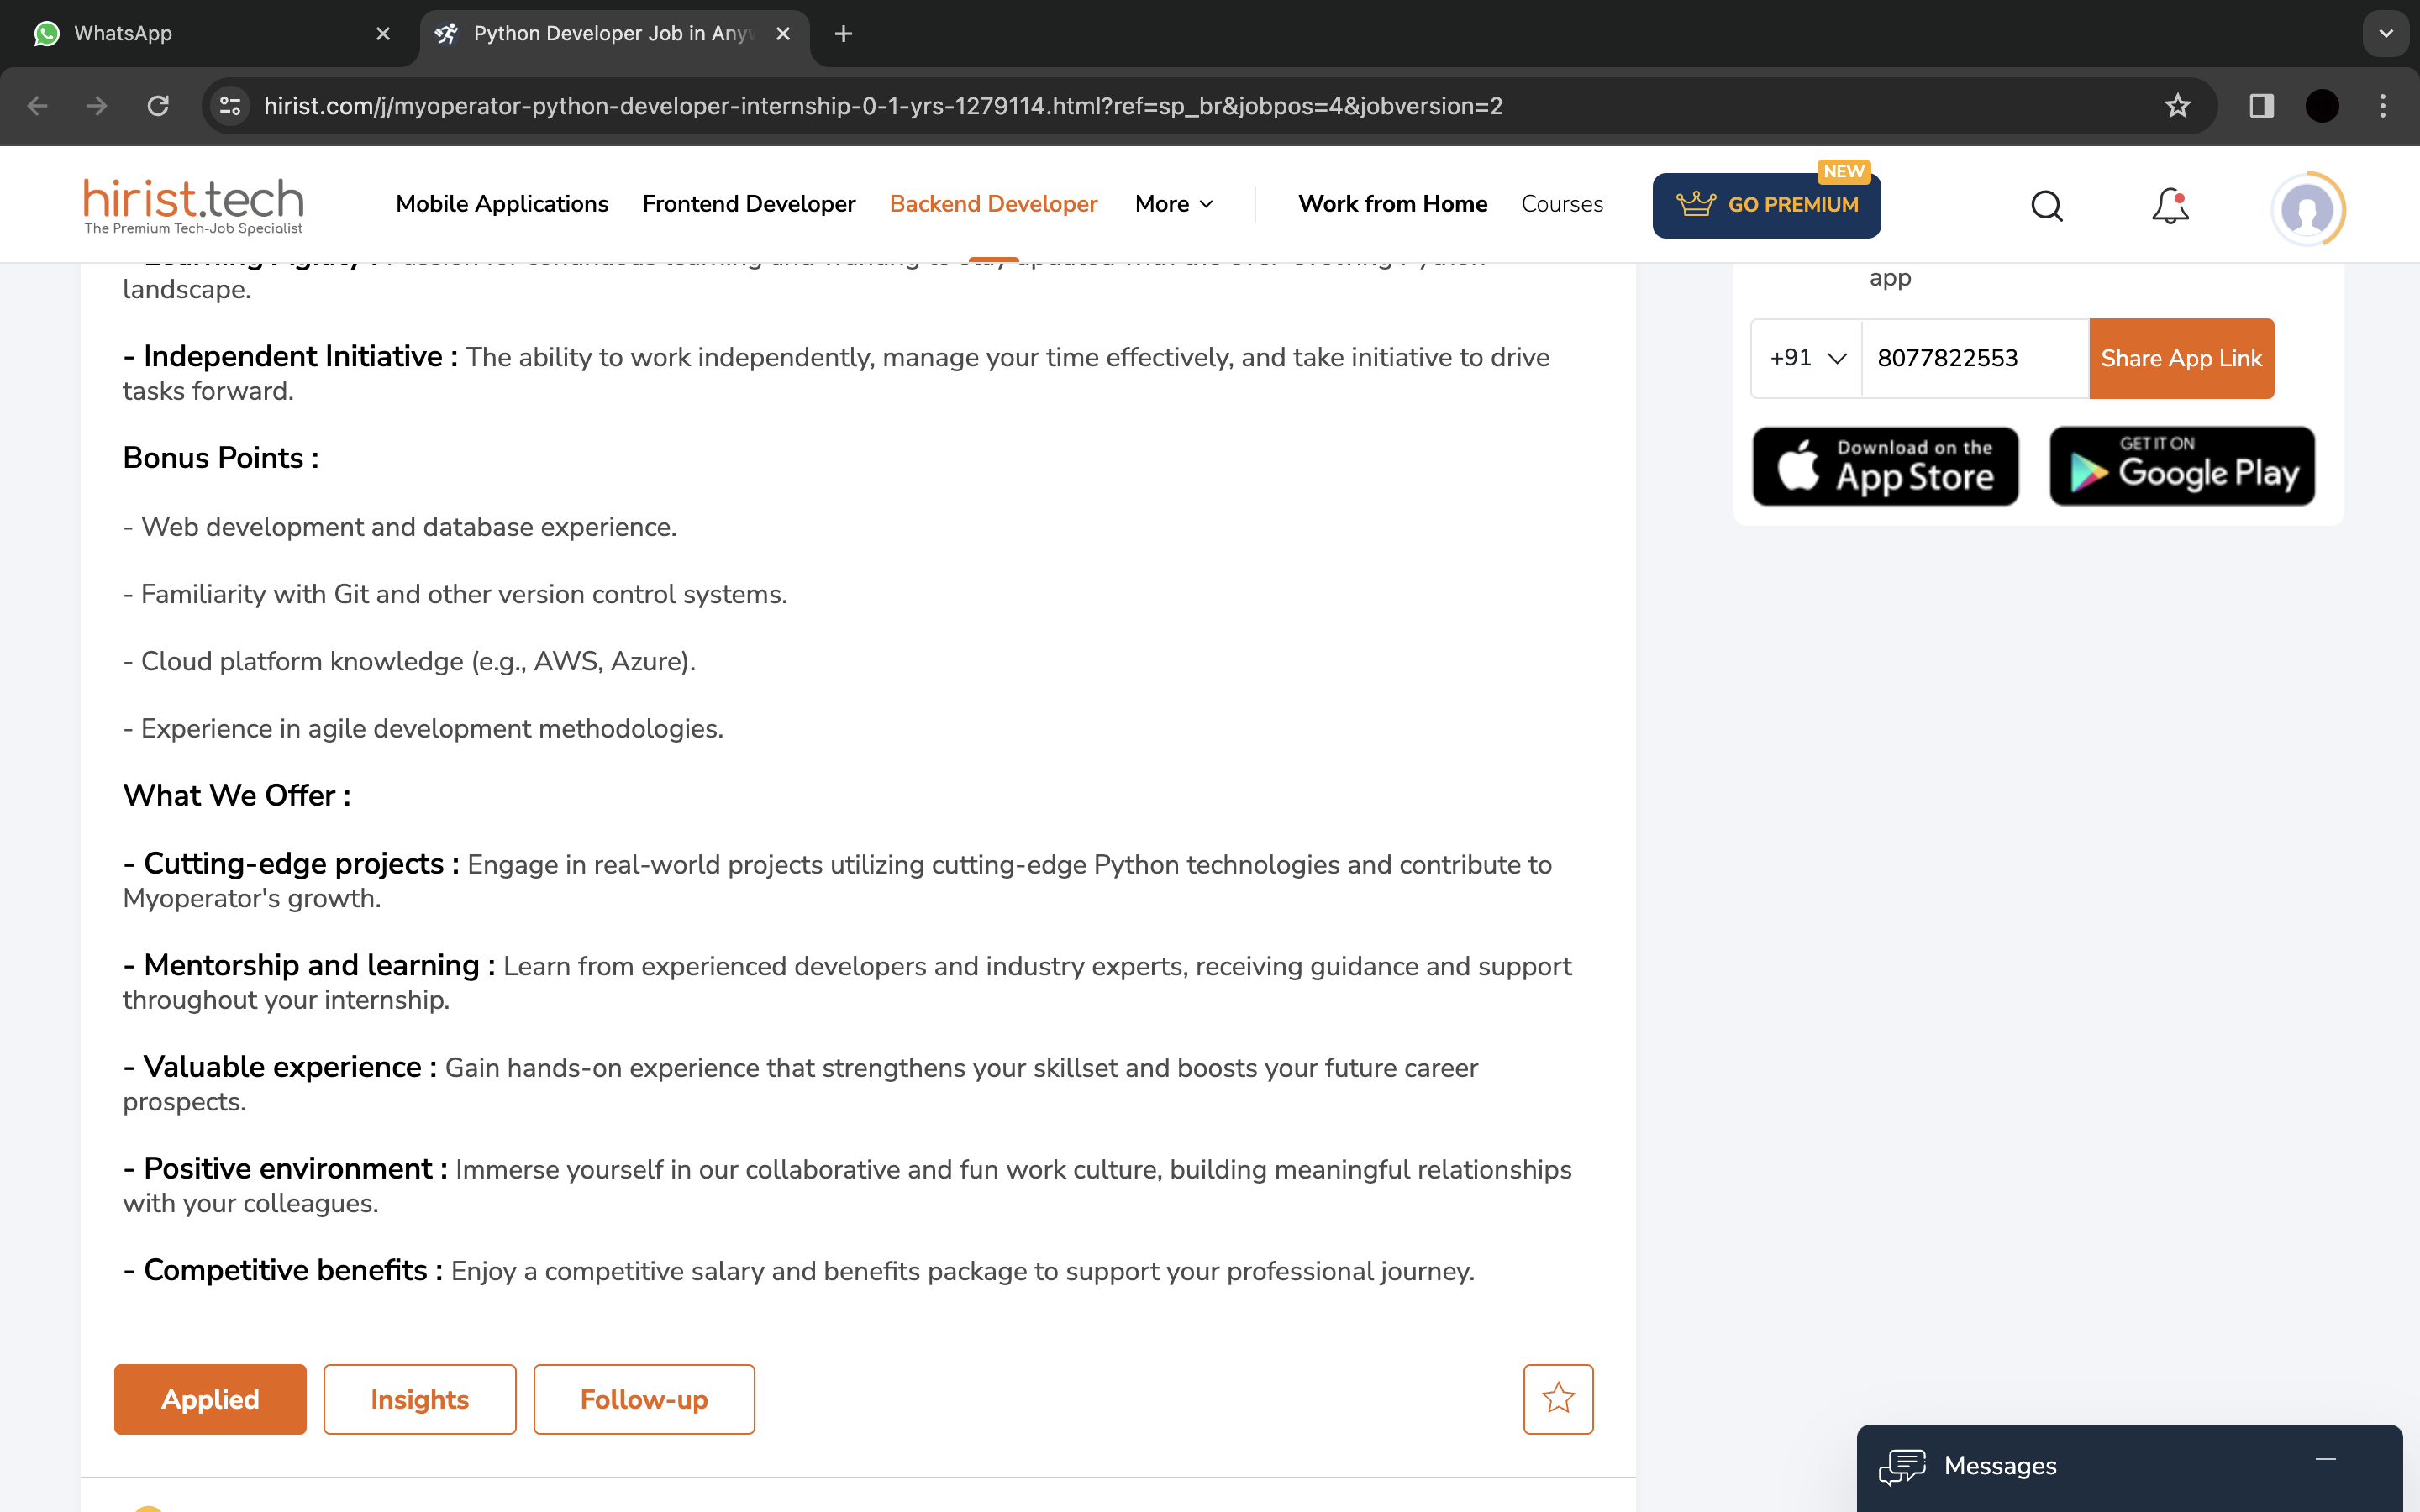 WhatsApp
Python Developer Job in Any
hirist.com/j/myoperator-python-developer-internship-0-1-yrs-1279114.html?ref=sp_br&jobpos=4&jobversion=2
hirist.tech
The Premium Tech-Job Specialist
Mobile Applications
Frontend Developer
Backend Developer
More
Work from Home
Courses
NEW
GO PREMIUM
landscape.
- Independent Initiative : The ability to work independently, manage your time effectively, and take initiative to drive
tasks forward.
Bonus Points :
- Web development and database experience.
- Familiarity with Git and other version control systems.
- Cloud platform knowledge (e.g., AWS, Azure).
- Experience in agile development methodologies.
What We Offer :
- Cutting-edge projects : Engage in real-world projects utilizing cutting-edge Python technologies and contribute to
Myoperator's growth.
- Mentorship and learning : Learn from experienced developers and industry experts, receiving guidance and support
throughout your internship.
- Valuable experience : Gain hands-on experience that strengthens your skillset and boosts your future career
prospects.
- Positive environment : Immerse yourself in our collaborative and fun work culture, building meaningful relationships
with your colleagues.
- Competitive benefits : Enjoy a competitive salary and benefits package to support your professional journey.
Applied
Insights
Follow-up
app
+91
8077822553
Share App Link
Download on the
App Store
GET IT ON
Google Play
Messages